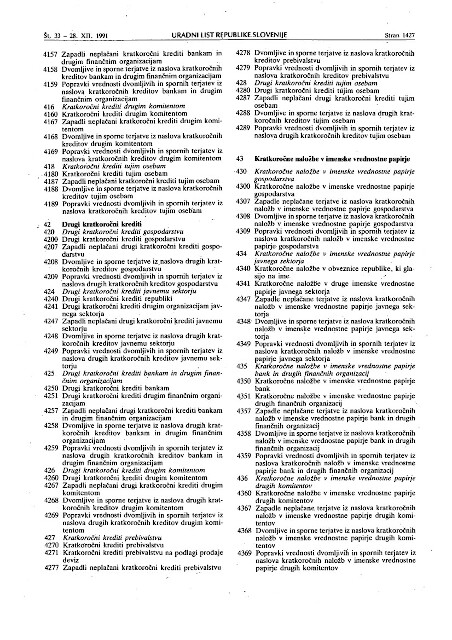 Št. 33 – 28. XII. 1991
URADNI LIST REPUBLIKE SLOVENIJE
Stran 1427
4157 Zapadli neplačani kratkoročni krediti bankam in
drugim finančnim organizacijam
4158 Dvomljive in sporne terjatve iz naslova kratkoročnih
kreditov bankam in drugim finančnim organizacijam
4159 Popravki vrednosti dvomljivih in spornih terjatev iz
naslova kratkoročnih kreditov bankam in drugim
finančnim organizacijam
416 Kratkoročni krediti drugim komitentom
4160 Kratkoročni krediti drugim komitentom
4167 Zapadli neplačani kratkoročni krediti drugim komi-
tentom
4168 Dvomljive in sporne terjatve iz naslova kratkoročnih
kreditov drugim komitentom
4169 Popravki vrednosti dvomljivih in spornih terjatev iz
naslova kratkoročnih kreditov drugim komitentom
418 Kratkoročni krediti tujim osebam
4180 Kratkoročni krediti tujim osebam
4187 Zapadli neplačani kratkoročni krediti tujim osebam
4188 Dvomljive in sporne terjatve iz naslova kratkoročnih
kreditov tujim osebam
4189 Popravki vrednosti dvomljivih in spornih terjatev iz
naslova kratkoročnih kreditov tujim osebam
42 Drugi kratkoročni krediti
420 Drugi kratkoročni krediti gospodarstvu
4200 Drugi kratkoročni krediti gospodarstvu
4207 Zapadli neplačani drugi kratkoročni krediti gospo-
darstvu
4208 Dvomljive in sporne terjatve iz naslova drugih krat-
koročnih kreditov gospodarstvu
4209 Popravki vrednosti dvomljivih in spornih terjatev iz
naslova drugih kratkoročnih kreditov gospodarstvu
424 Drugi kratkoročni krediti javnemu sektorju
4240 Drugi kratkoročni krediti republiki
4241 Drugi kratkoročni krediti drugim organizacijam jav-
nega sektorja
4247 Zapadli neplačani drugi kratkoročni krediti javnemu
sektorju
4248 Dvomljive in sporne terjatve iz naslova drugih krat-
koročnih kreditov javnemu sektorju
4249 Popravki vrednosti dvomljivih in spornih terjatev iz
naslova drugih kratkoročnih kreditov javnemu sek-
torju
425 Drugi kratkoročni krediti bankam in drugim finan-
čnim organizacijam
4250 Drugi kratkoročni krediti bankam
4251 Drugi kratkoročni krediti drugim finančnim organi-
zacijam
4257 Zapadli neplačani drugi kratkoročni krediti bankam
in drugim finančnim organizacijam
4258 Dvomljive in sporne terjatve iz naslova drugih krat-
koročnih kreditov bankam in drugim finančnim
organizacijam
4259 Popravki vrednosti dvomljivih in spornih terjatev iz
naslova drugih kratkoročnih kreditov bankam in
drugim finančnim organizacijam
426 Drugi kratkoročni krediti drugim komitentom
4260 Drugi kratkoročni krediti drugim komitentom
4267 Zapadli neplačani drugi kratkoročni krediti drugim
komitentom
4268 Dvomljive in sporne terjatve iz naslova drugih krat-
koročnih kreditov drugim komitentom
4269 Popravki vrednosti dvomljivih in spornih terjatev iz
naslova drugih kratkoročnih kreditov drugim komi-
tentom
427 Kratkoročni krediti prebivalstvu
4270 Kratkoročni krediti prebivalstvu
4271 Kratkoročni krediti prebivalstvu na podlagi prodaje
deviz
4277 Zapadli neplačani kratkoročni krediti prebivalstvu
4278 Dvomljive in sporne terjatve iz naslova kratkoročnih
kreditov prebivalstvu
4279 Popravki vrednosti dvomljivih in spornih terjatev iz
naslova kratkoročnih kreditov prebivalstvu
428 Drugi kratkoročni krediti tujim osebam
4280 Drugi kratkoročni krediti tujim osebam
4287 Zapadli neplačani drugi kratkoročni krediti tujim
osebam
4288 Dvomljive in sporne terjatve iz naslova drugih krat-
koročnih kreditov tujim osebam
4289 Popravki vrednosti dvomljivih in spornih terjatev iz
naslova drugih kratkoročnih kreditov tujim osebam
43 Kratkoročne naložbe v imenske vrednostne papirje
430 Kratkoročne naložbe v imenske vrednostne papirje
gospodarstva
4300 Kratkoročne naložbe v imenske vrednostne papirje
gospodarstva
4307 Zapadle neplačane terjatve iz naslova kratkoročnih
naložb v imenske vrednostne papirje gospodarstva
4308 Dvomljive in sporne terjatve iz naslova kratkoročnih
naložb v imenske vrednostne papirje gospodarstva
4309 Popravki vrednosti dvomljivih in spornih terjatev iz
naslova kratkoročnih naložb v imenske vrednostne
papirje gospodarstva
434 Kratkoročne naložbe v imenske vrednostne papirje
javnega sektorja
4340 Kratkoročne naložbe v obveznice republike, ki gla-
sijo na ime
4341 Kratkoročne naložbe v druge imenske vrednostne
papirje javnega sektorja
4347 Zapadle neplačane terjatve iz naslova kratkoročnih
naložb v imenske vrednostne papirje javnega sek-
torja
4348 Dvomljive in sporne terjatve iz naslova kratkoročnih
naložb v imenske vrednostne papirje javnega sek-
torja
4349 Popravki vrednosti dvomljivih in spornih terjatev iz
naslova kratkoročnih naložb v imenske vrednostne
papirje javnega sektorja
435 Kratkoročne naložbe v imenske vrednostne papirje
bank in drugih finančnih organizacij
4350 Kratkoročne naložbe v imenske vrednostne papirje
bank
4351 Kratkoročne naložbe v imenske vrednostne papirje
drugih finančnih organizacij
4357 Zapadle neplačane terjatve iz naslova kratkoročnih
naložb v imenske vrednostne papirje bank in drugih
finančnih organizacij
4358 Dvomljive in sporne terjatve iz naslova kratkoročnih
naložb v imenske vrednostne papirje bank in drugih
finančnih organizacij
4359 Popravki vrednosti dvomljivih in spornih terjatev iz
naslova kratkoročnih naložb v imenske vrednostne
papirje bank in drugih finančnih organizacij
436 Kratkoročne naložbe v imenske vrednostne papirje
drugih komitentov
4360 Kratkoročne naložbe v imenske vrednostne papirje
drugih komitentov
4367 Zapadle neplačane terjatve iz naslova kratkoročnih
naložb v imenske vrednostne papirje drugih komi-
tentov
4368 Dvomljive in sporne terjatve iz naslova kratkoročnih
naložb v imenske vrednostne papirje drugih komi-
tentov
4369 Popravki vrednosti dvomljivih in spornih terjatev iz
naslova kratkoročnih naložb v imenske vrednostne
papirje drugih komitentov